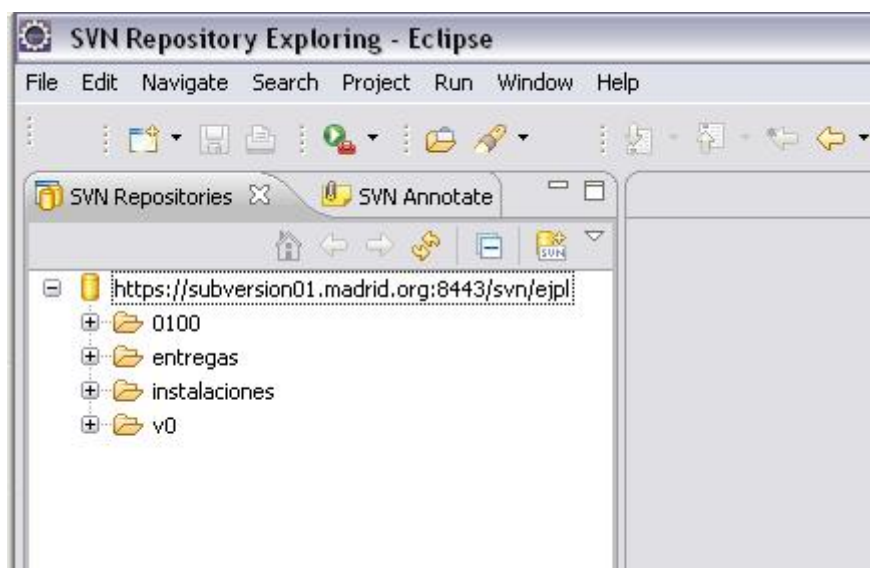 SVN Repository Exploring - Eclipse
File Edit Navigate Search Project Run Window Help
SVN Repositories SVN Annotate
SVN
https://subversion01.madrid.org:8443/svn/ejpl
0100
entregas
instalaciones
v0